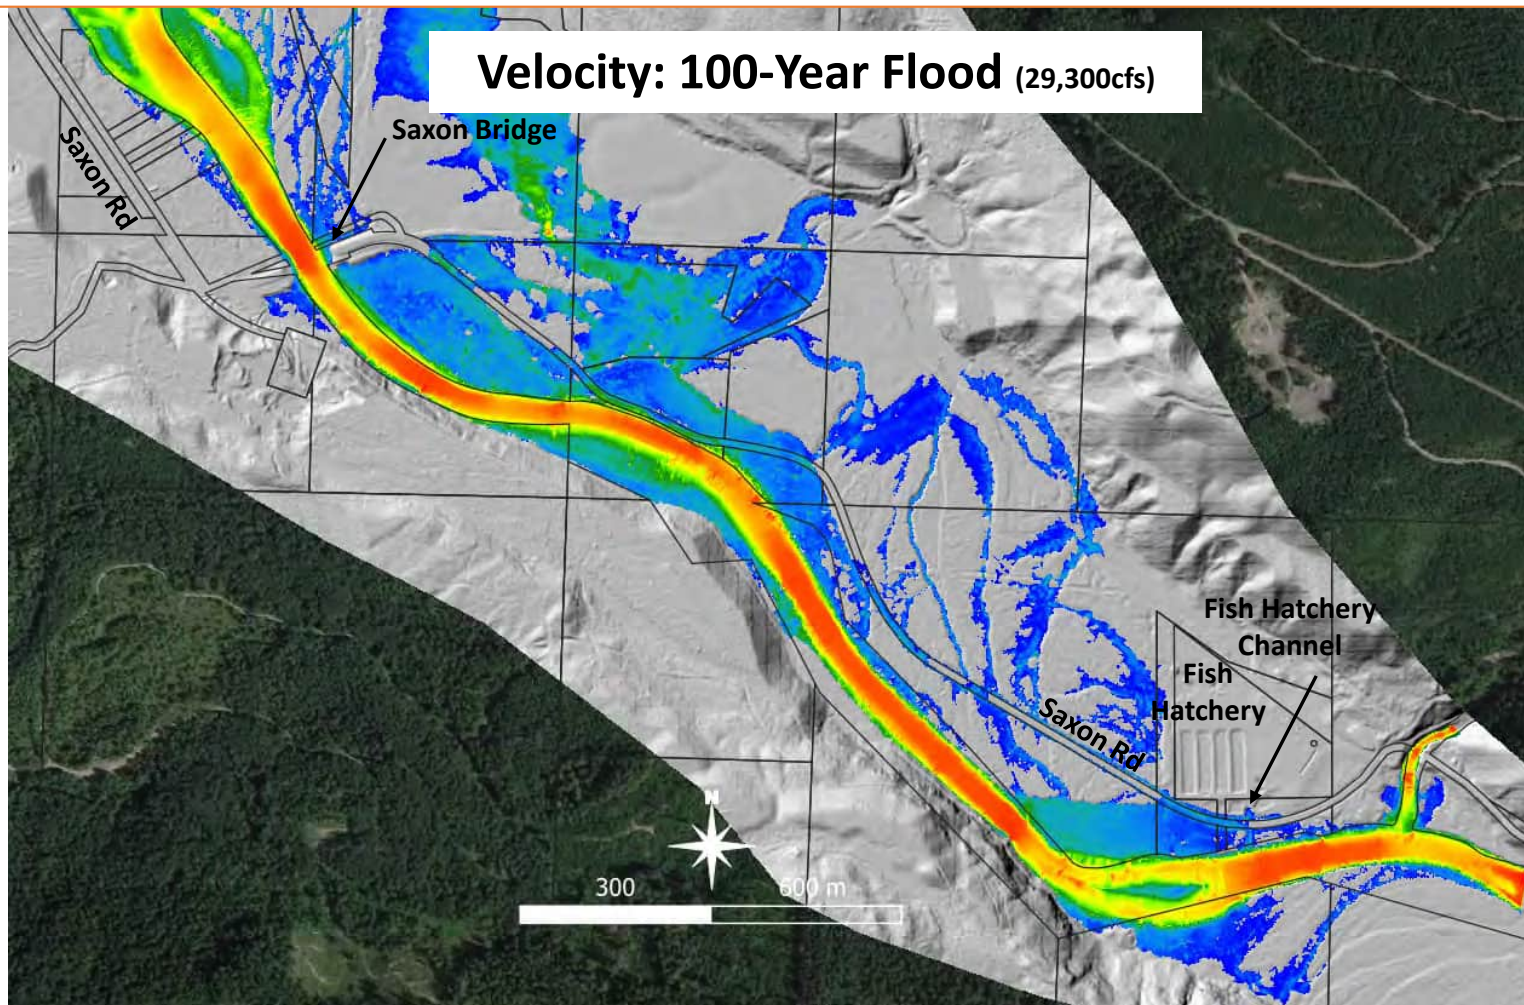 Velocity: 100-Year Flood (29,300cfs)
Saxon Bridge
Saxon Rd
Fish Hatchery
Channel
Fish
Hatchery
Saxon Rd
N
300 600 m